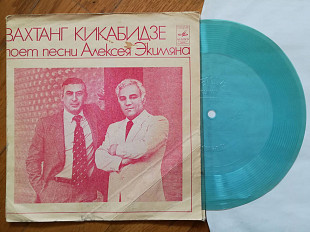 ВАХТАНГ КИКАБИДЗЕ
поет песни Алексея Экимяна